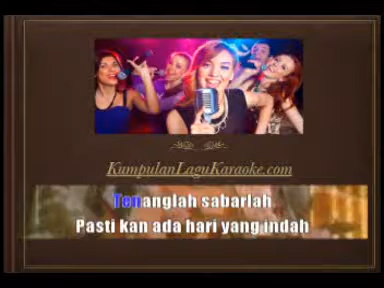 KumpulanLaguKaraoke.com
Tenanglah sabarlah
Pasti kan ada hari yang indah